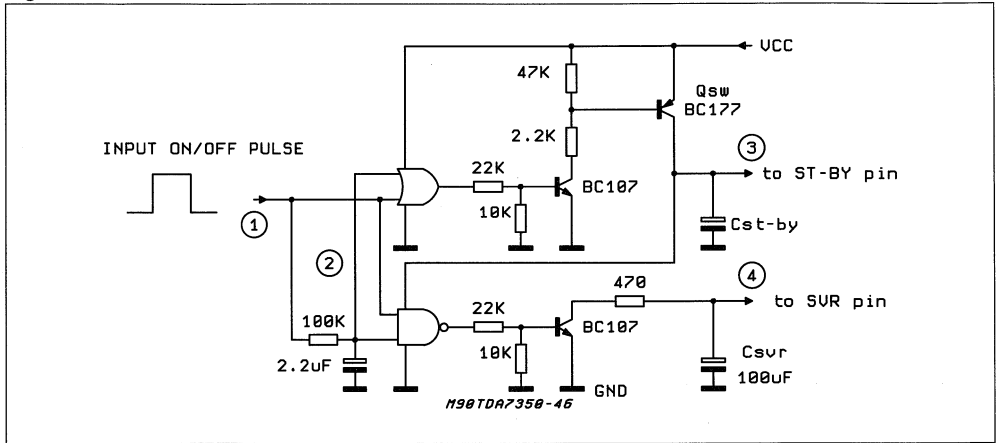 VCC
47K
Qsw
BC177
2.2K
INPUT ON/OFF PULSE
3
to ST-BY pin
22K
BC107
10K
1
Cst-by
2
4
470
to SVR pin
22K
100K
BC107
10K
Csvr
2.2uF
100uF
GND
M90TDA7350-46